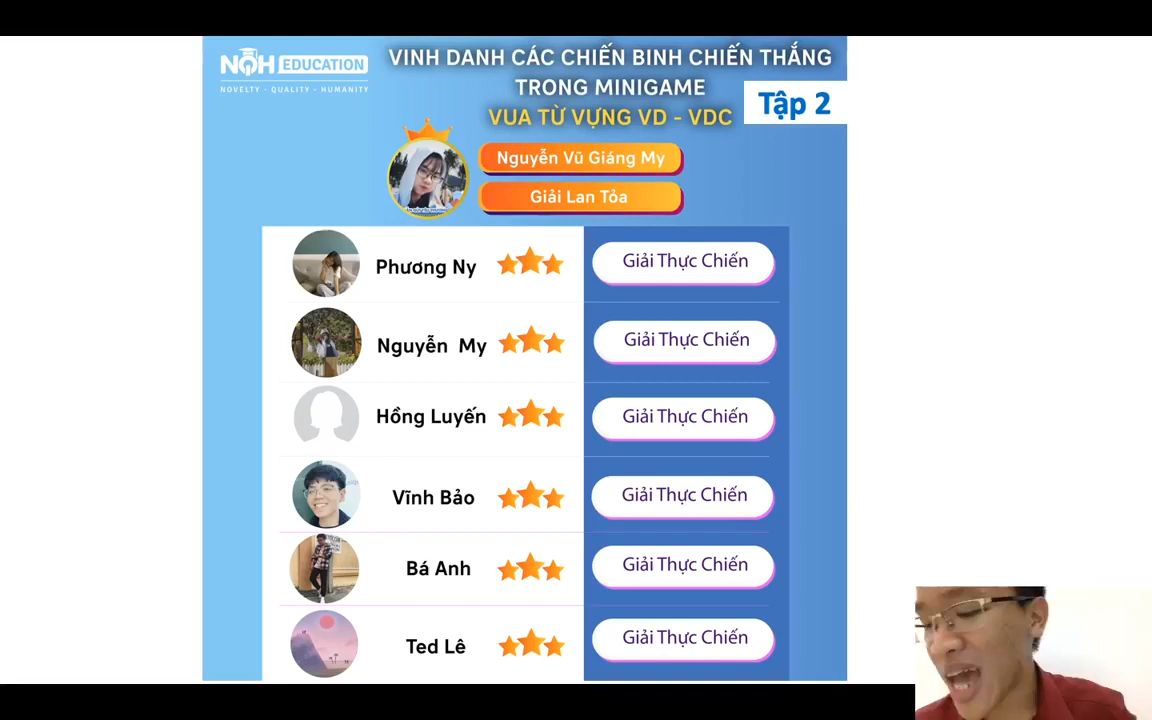 NQH EDUCATION
NOVELTY - QUALITY - HUMANITY
VINH DANH CÁC CHIẾN BINH CHIẾN THẮNG
TRONG MINIGAME
VUA TỪ VỰNG VD - VDC
Tập 2
Nguyễn Vũ Giáng My
Giải Lan Tỏa
Phương Ny Giải Thực Chiến
Nguyễn My Giải Thực Chiến
Hồng Luyến Giải Thực Chiến
Vĩnh Bảo Giải Thực Chiến
Bá Anh Giải Thực Chiến
Ted Lê Giải Thực Chiến